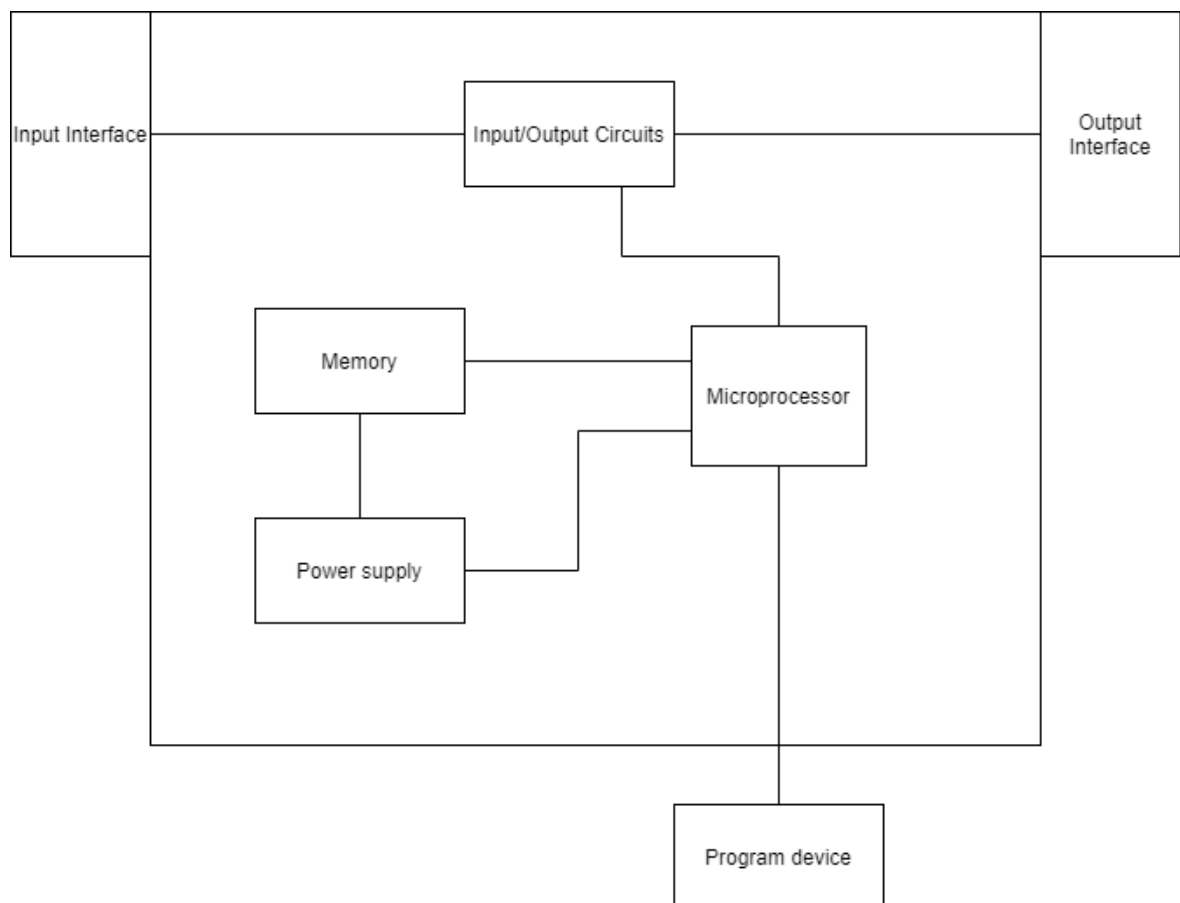 Input Interface
Input/Output Circuits
Output
Interface
Memory
Microprocessor
Power supply
Program device